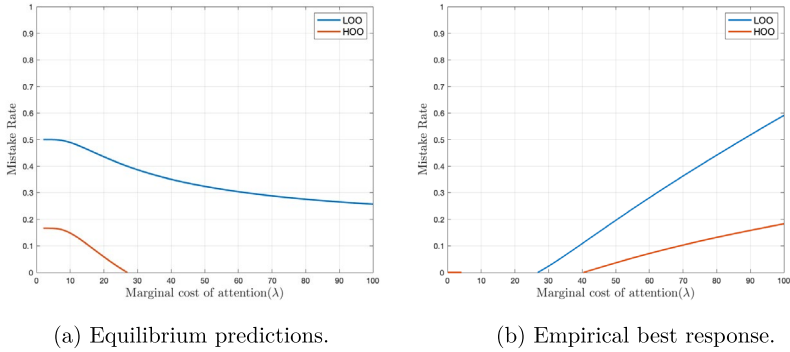 1
0.9
0.8
0.7
0.6
0.5
0.4
0.3
0.2
0.1
0
Mistake Rate
LOO
HOO
0 10 20 30 40 50 60 70 80 90 100
Marginal cost of attention(λ)
(a) Equilibrium predictions.
1
0.9
0.8
0.7
0.6
0.5
0.4
0.3
0.2
0.1
0
Mistake Rate
LOO
HOO
0 10 20 30 40 50 60 70 80 90 100
Marginal cost of attention(λ)
(b) Empirical best response.